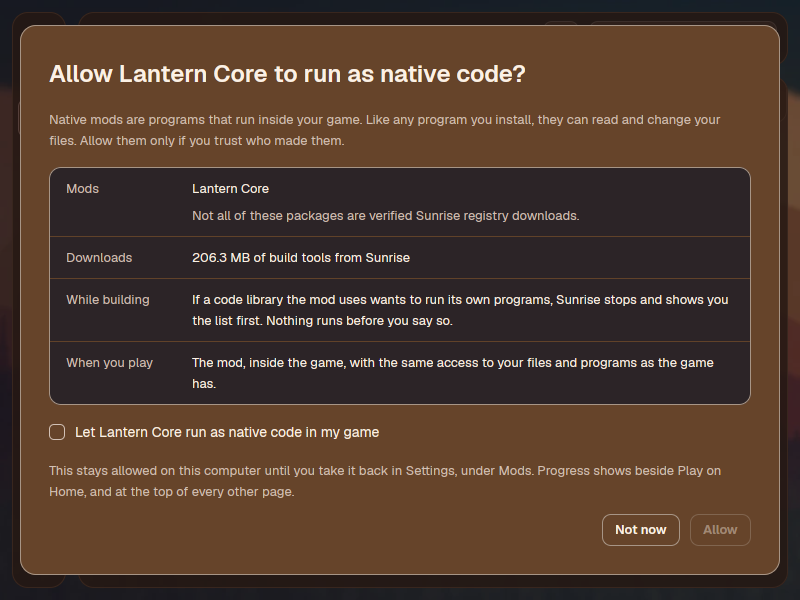 Allow Lantern Core to run as native code?
Native mods are programs that run inside your game. Like any program you install, they can read and change your
files. Allow them only if you trust who made them.
Mods
Lantern Core
Not all of these packages are verified Sunrise registry downloads.
Downloads
206.3 MB of build tools from Sunrise
While building
If a code library the mod uses wants to run its own programs, Sunrise stops and shows you
the list first. Nothing runs before you say so.
When you play
The mod, inside the game, with the same access to your files and programs as the game
has.
Let Lantern Core run as native code in my game
This stays allowed on this computer until you take it back in Settings, under Mods. Progress shows beside Play on
Home, and at the top of every other page.
Not now
Allow